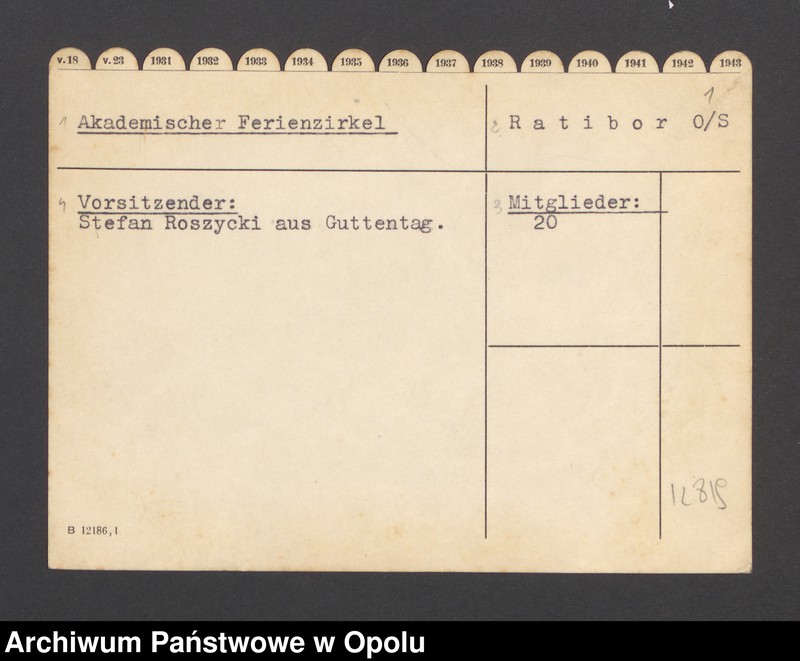 v.18 v.23 1931 1932 1933 1934 1935 1936 1937 1938 1939 1940 1941 1942 1943
1
1 Akademischer Ferienzirkel
2 Ratibor O/S
4 Vorsitzender:
Stefan Roszycki aus Guttentag.
3 Mitglieder:
20
12819
B 12186,1
Archiwum Państwowe w Opolu